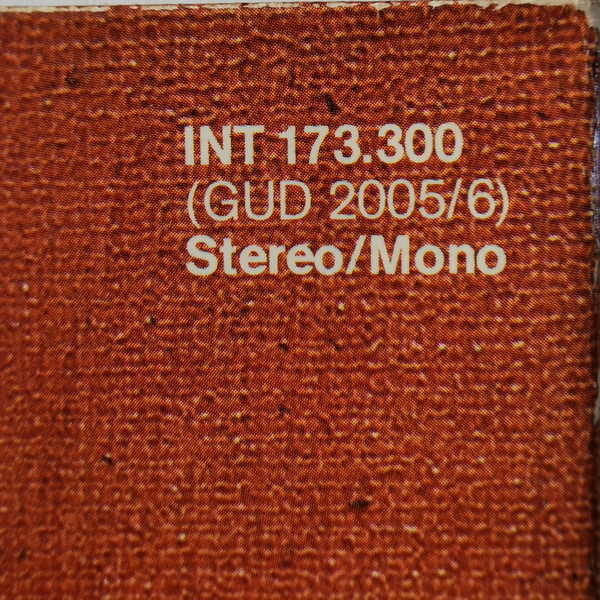 INT 173.300
(GUD 2005/6)
Stereo/Mono